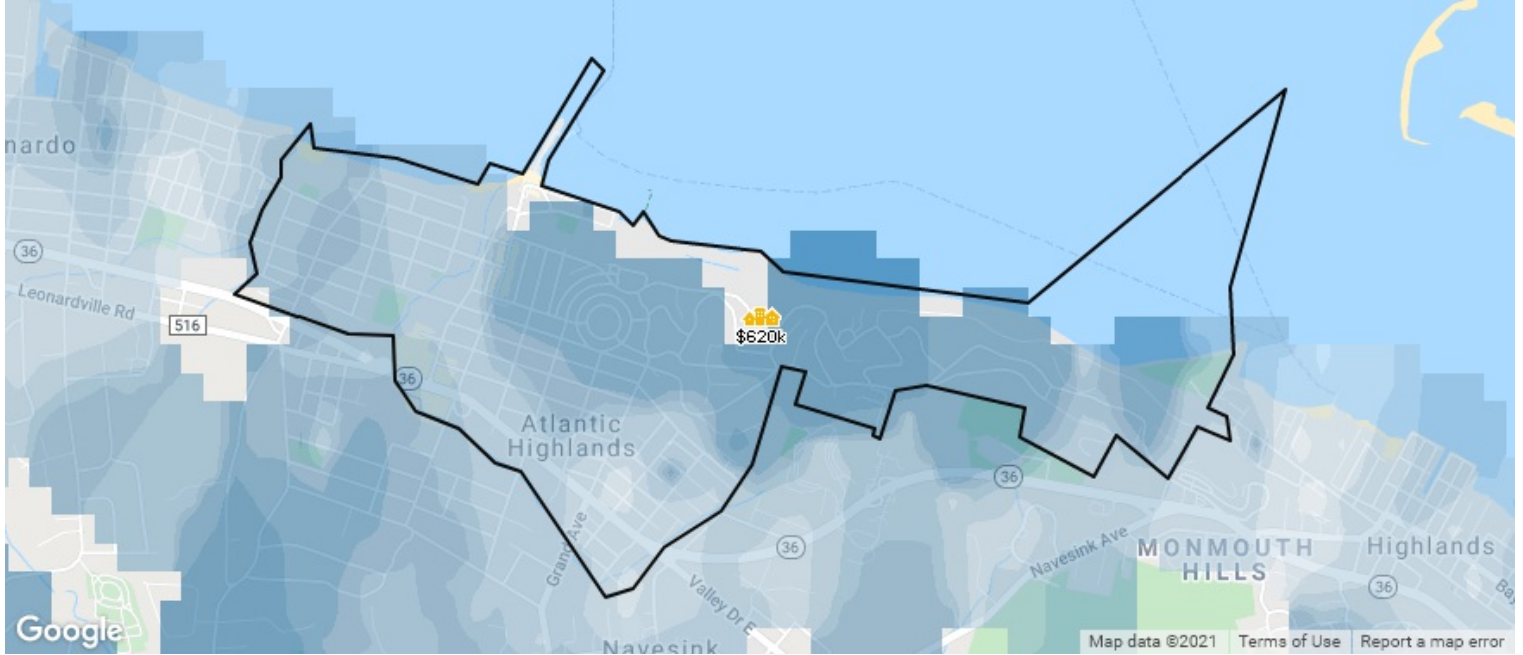 nardo
36
Leonardville Rd
516
$620k
36
Atlantic
Highlands
36
Grand Ave
36
Navesink Ave
MONMOUTH
HILLS
Highlands
36
Valley Dr E
Navesink
Google
Map data ©2021
Terms of Use
Report a map error